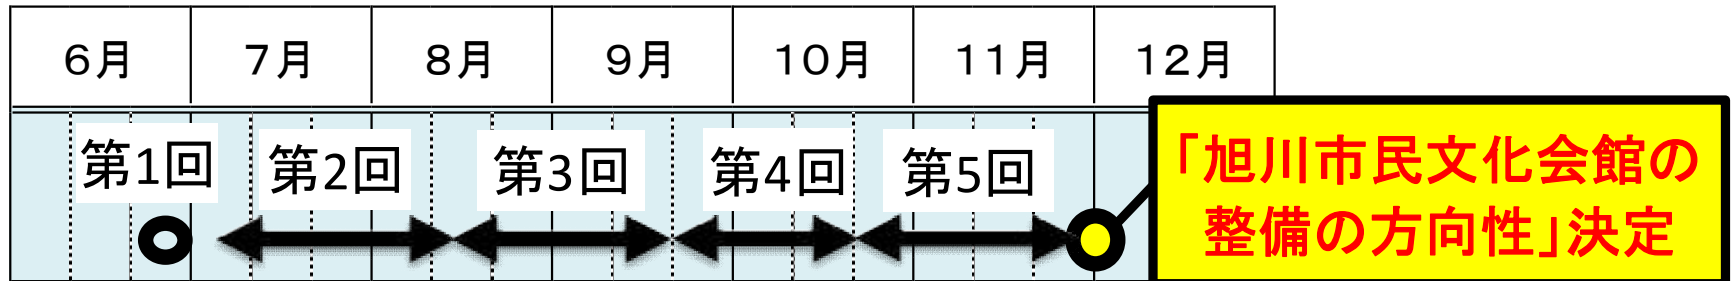 ６月 ７月 ８月 ９月 １０月 １１月 １２月
第1回 第2回 第3回 第4回 第5回
「旭川市民文化会館の
整備の方向性」決定